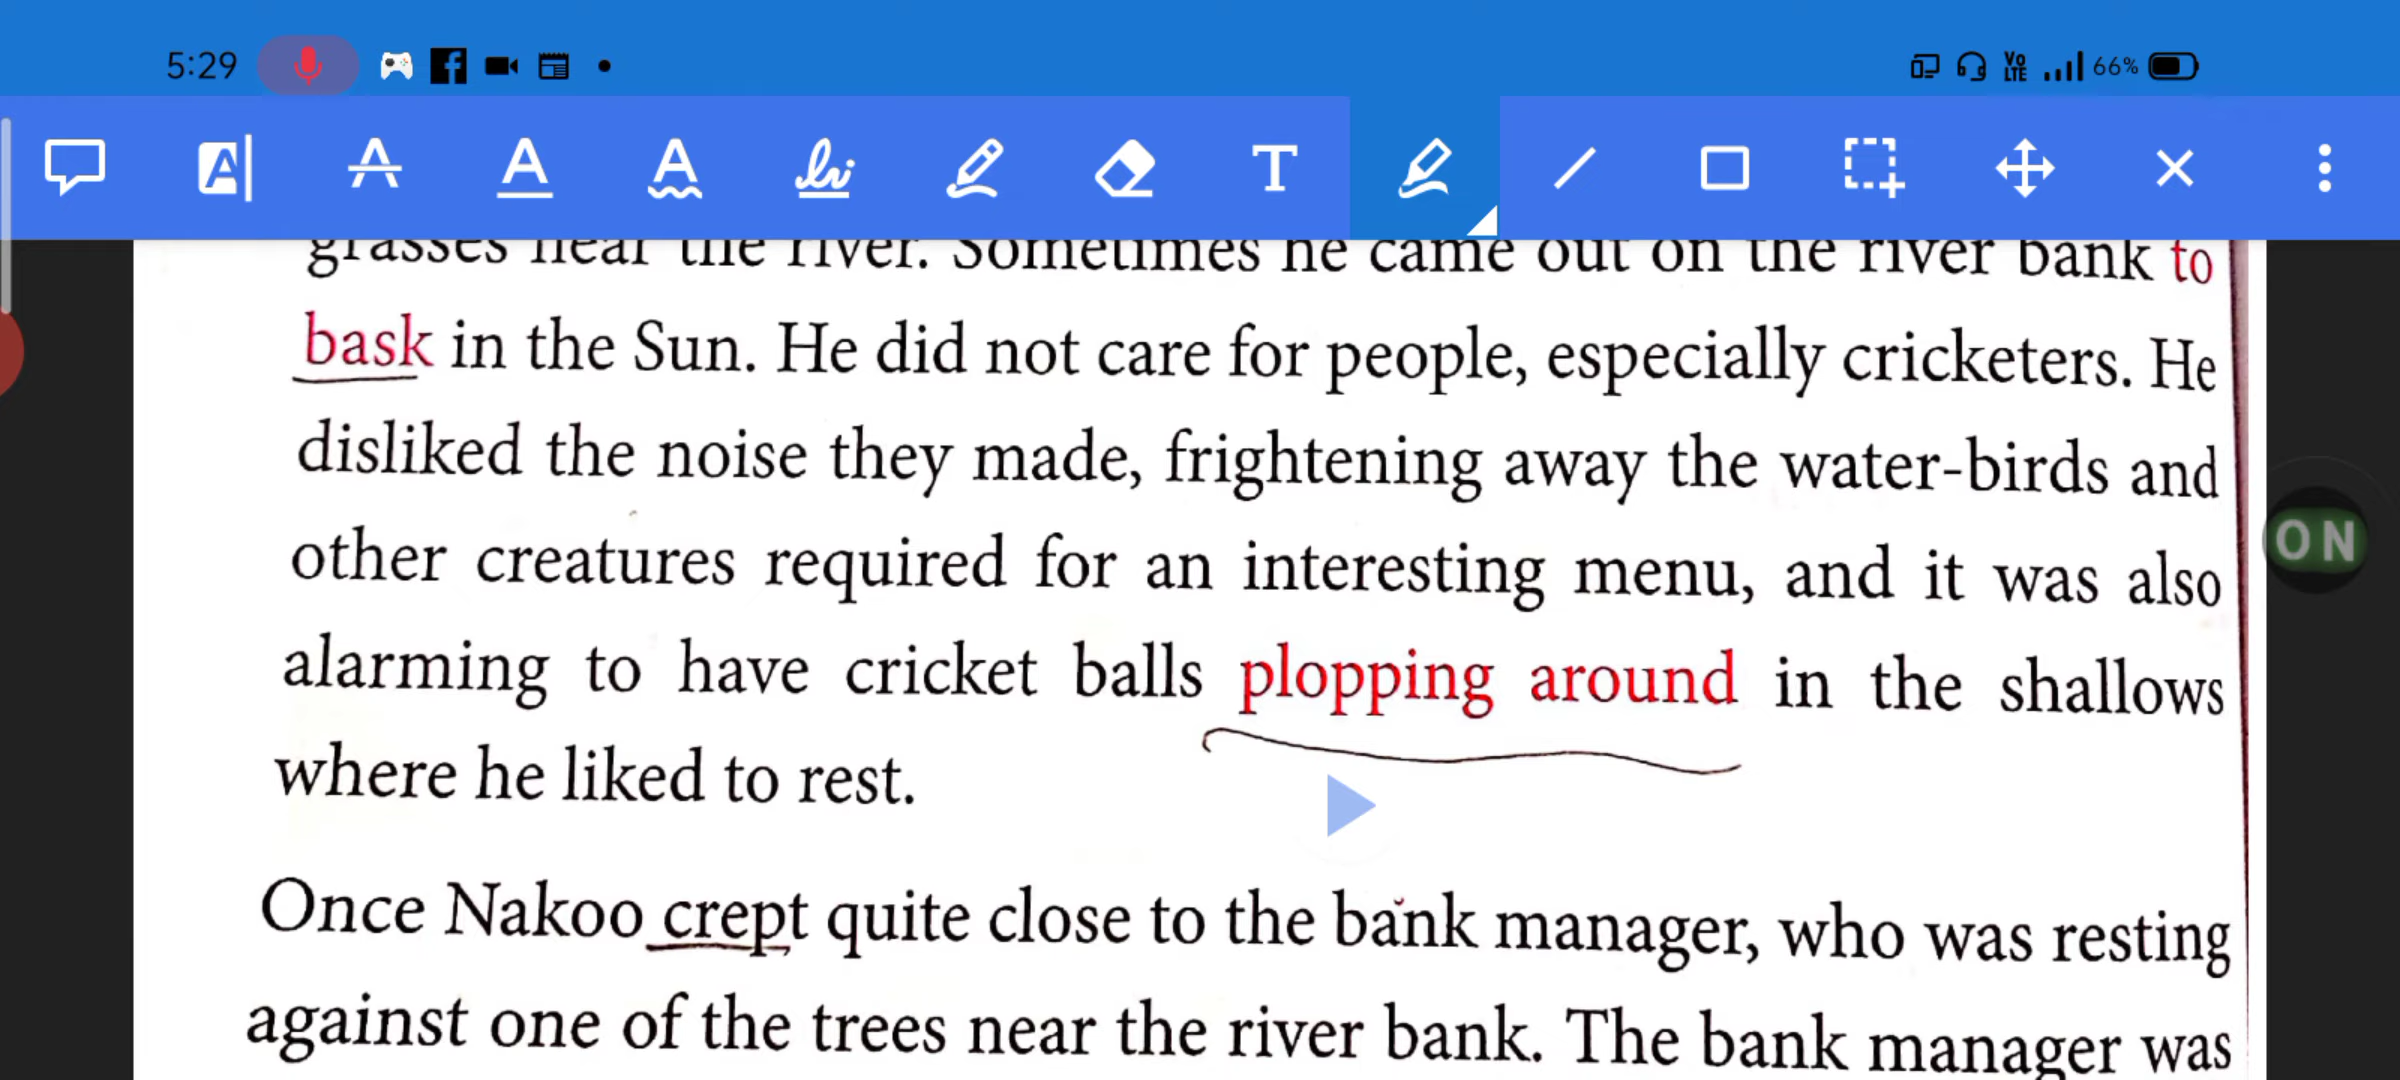 5:29 VO LTE 66%
A A A A T
grasses near the river. Sometimes he came out on the river bank to
bask in the Sun. He did not care for people, especially cricketers. He
disliked the noise they made, frightening away the water-birds and
other creatures required for an interesting menu, and it was also
ON
alarming to have cricket balls plopping around in the shallows
where he liked to rest.
Once Nakoo crept quite close to the bank manager, who was resting
against one of the trees near the river bank. The bank manager was